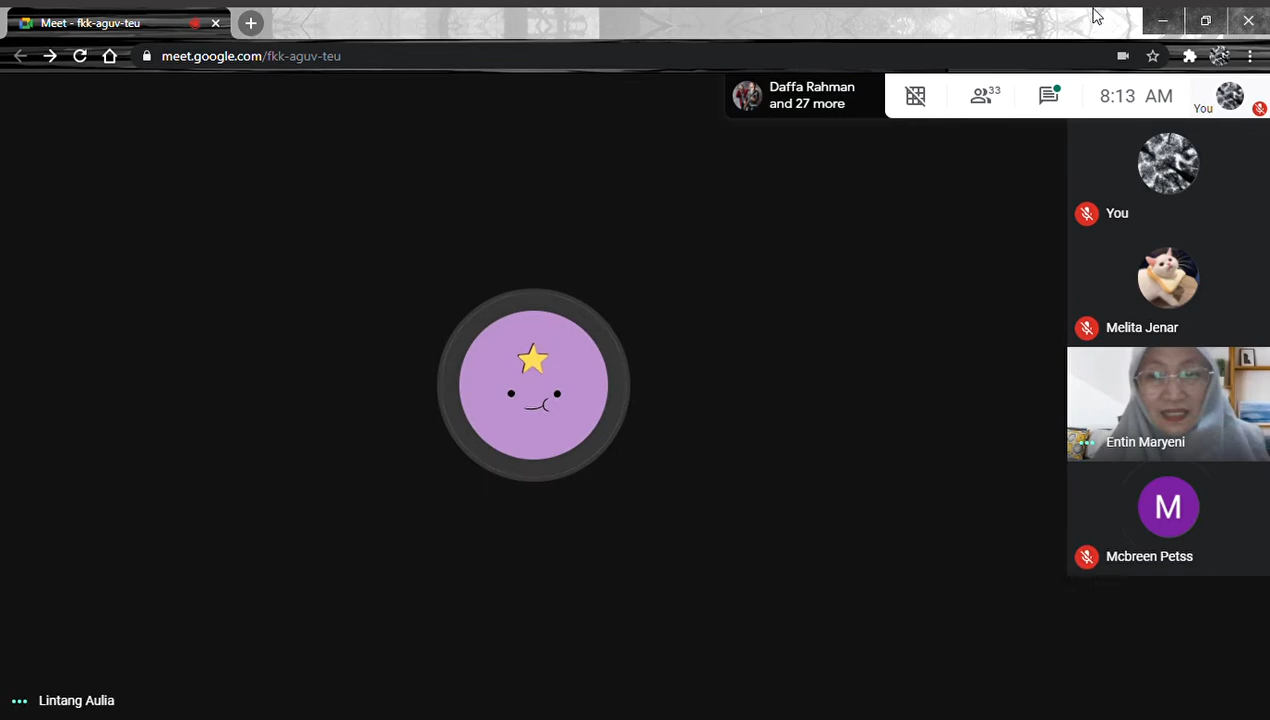 Meet - fkk-aguv-teu
meet.google.com/fkk-aguv-teu
Daffa Rahman
and 27 more
33
8:13 AM
You
You
Melita Jenar
Entin Maryeni
M
Mcbreen Petss
Lintang Aulia